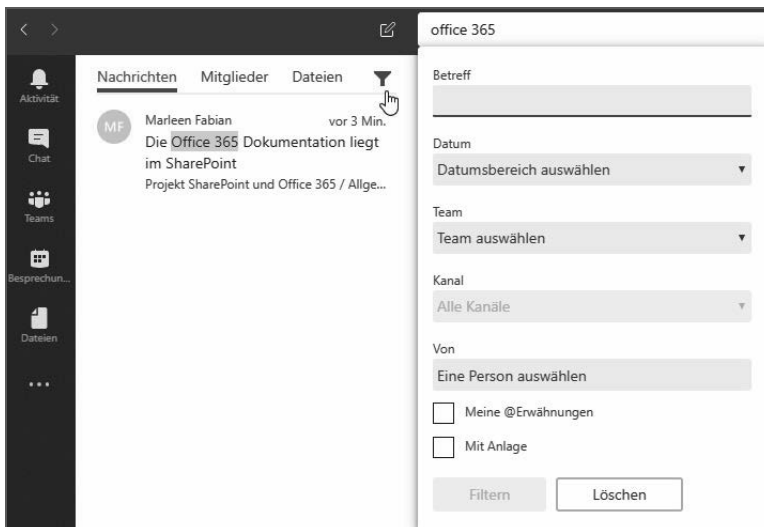 office 365
Aktivität
Chat
Teams
Besprechun...
Dateien
Nachrichten Mitglieder Dateien
MF
Marleen Fabian vor 3 Min.
Die Office 365 Dokumentation liegt
im SharePoint
Projekt SharePoint und Office 365 / Allge...
Betreff
Datum
Datumsbereich auswählen
Team
Team auswählen
Kanal
Alle Kanäle
Von
Eine Person auswählen
Meine @Erwähnungen
Mit Anlage
Filtern Löschen